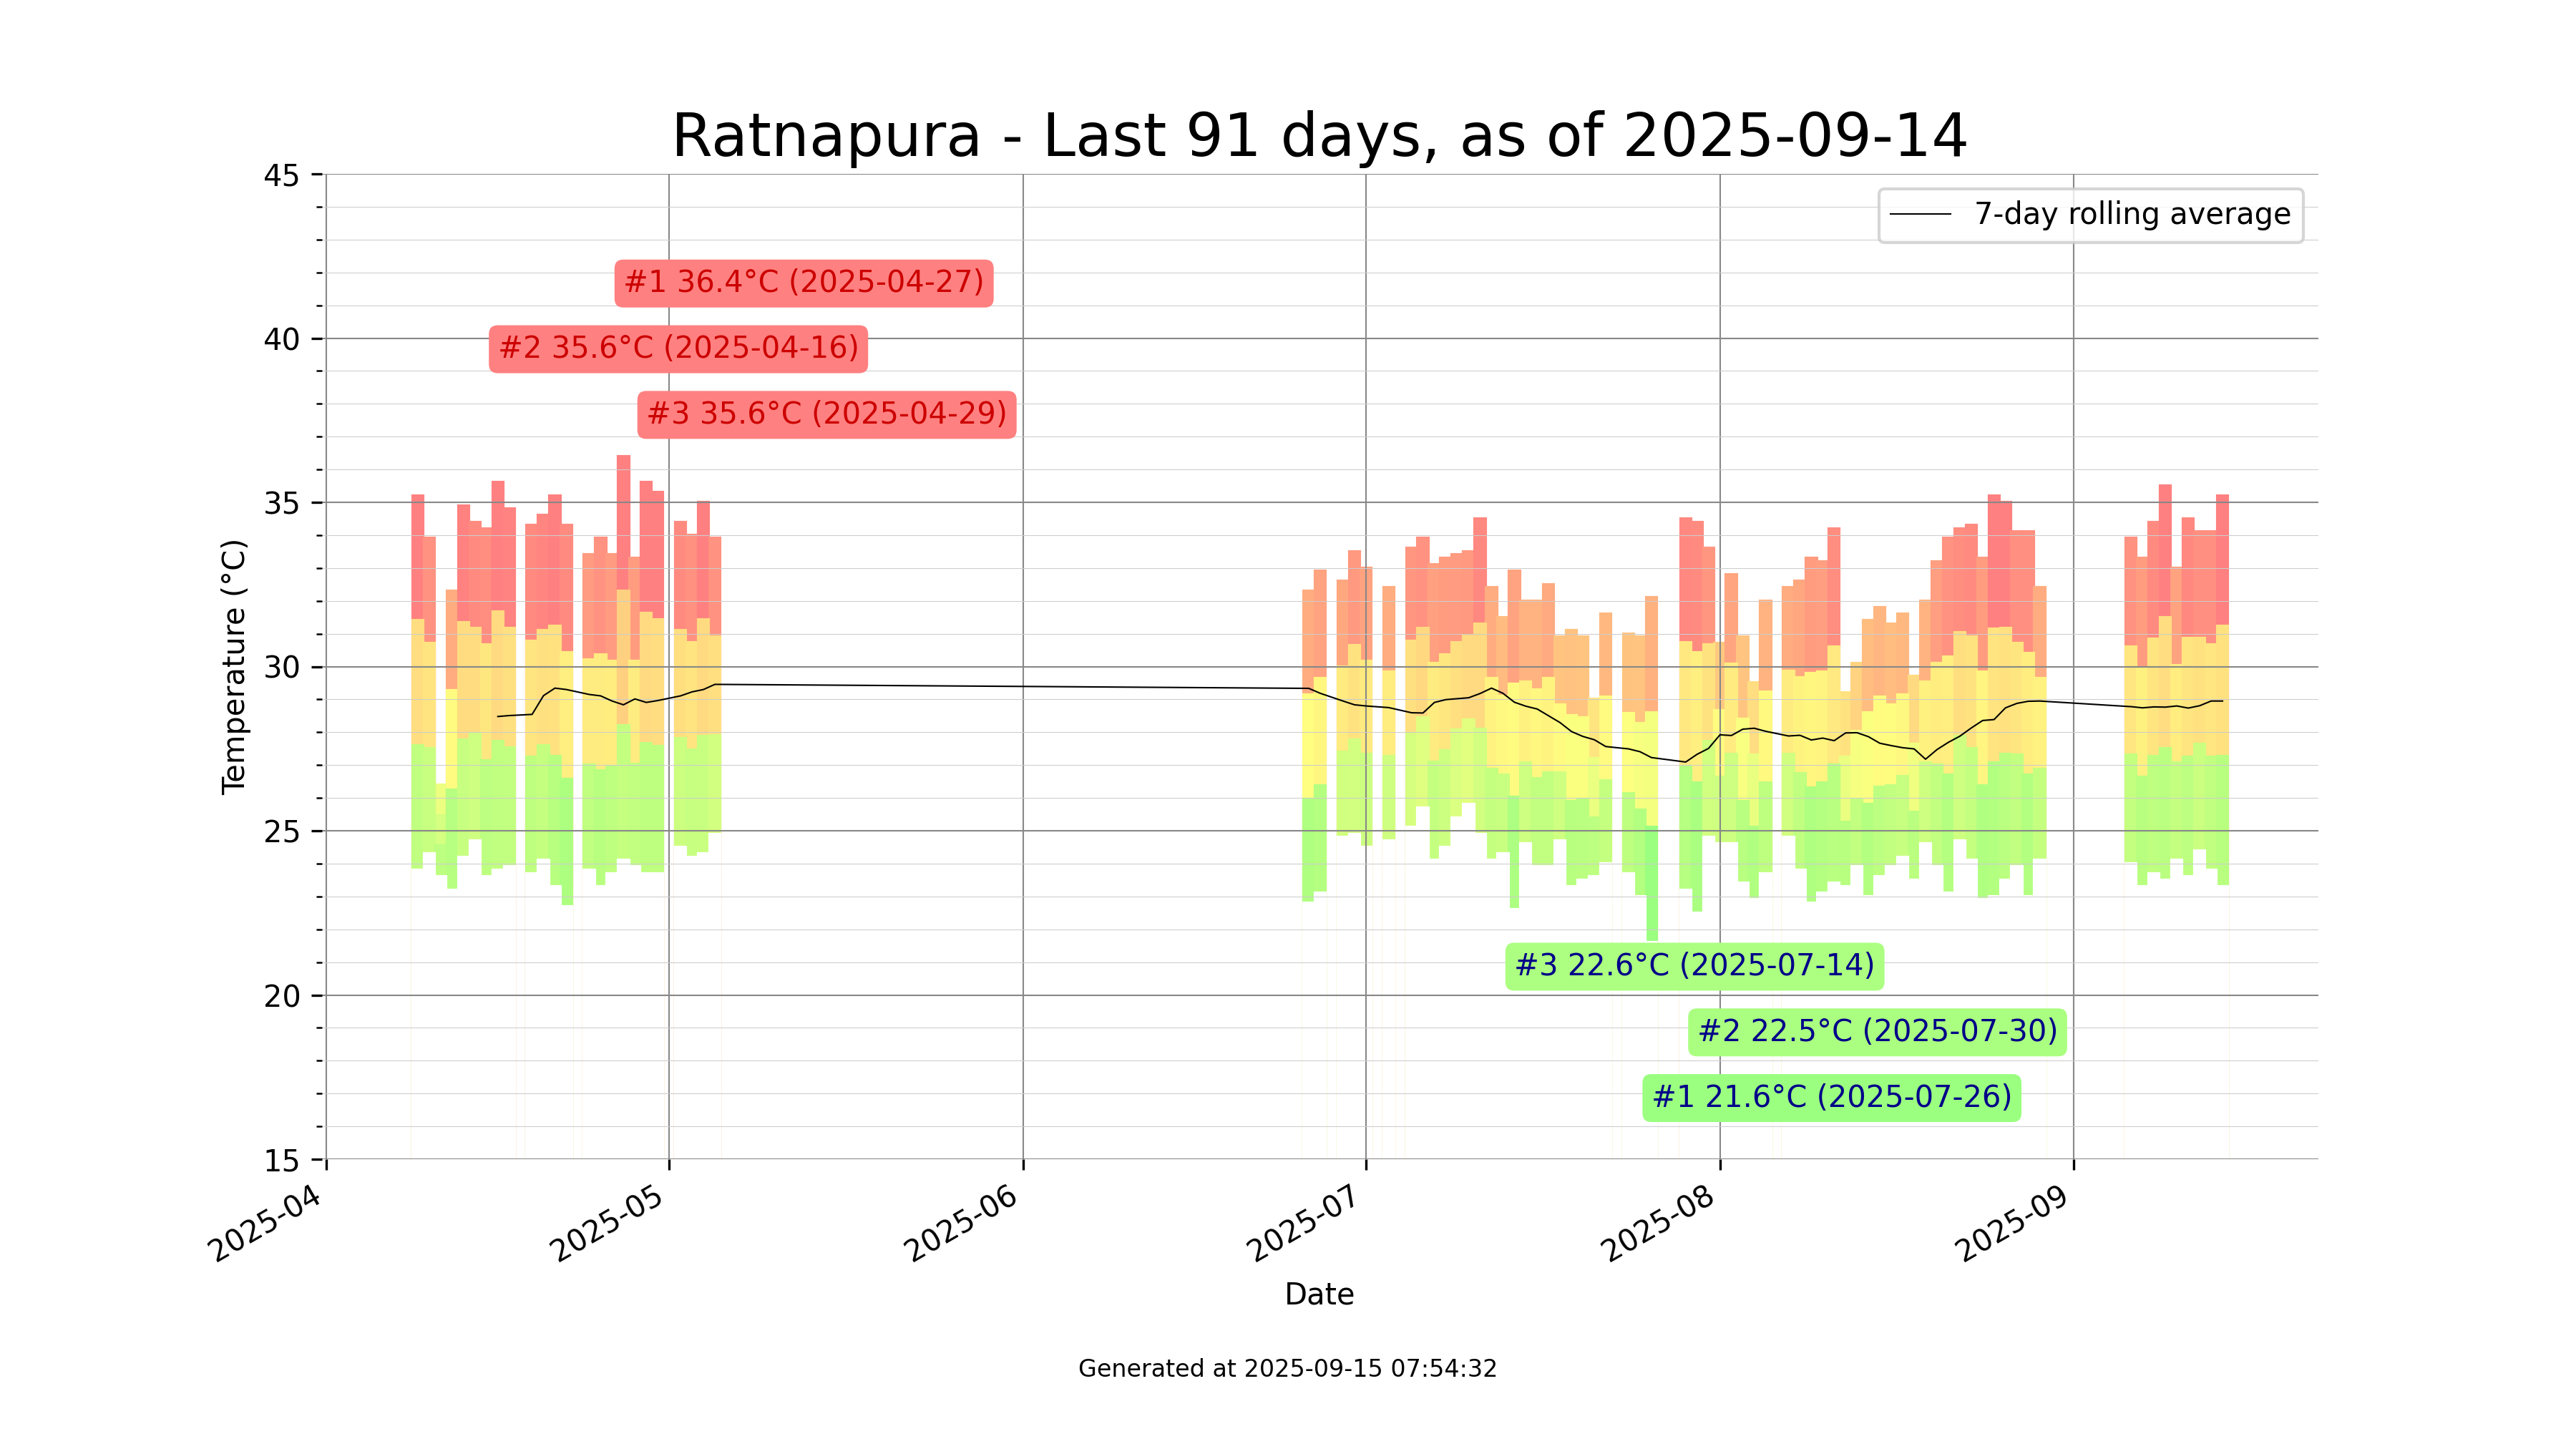 Ratnapura - Last 91 days, as of 2025-09-14
7-day rolling average
#1 36.4°C (2025-04-27)
#2 35.6°C (2025-04-16)
#3 35.6°C (2025-04-29)
45
40
35
30
25
20
15
Temperature (°C)
#3 22.6°C (2025-07-14)
#2 22.5°C (2025-07-30)
#1 21.6°C (2025-07-26)
2025-04
2025-05
2025-06
2025-07
2025-08
2025-09
Date
Generated at 2025-09-15 07:54:32